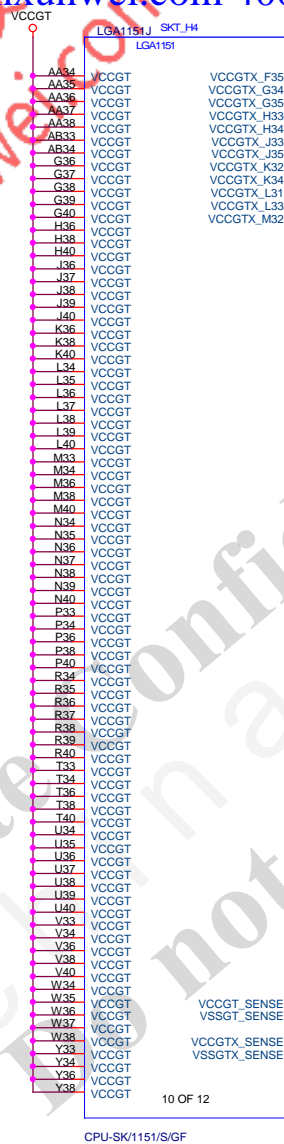 VCCGT
LGA1151J SKT_H4
LGA1151
AA34 VCCGT VCCGTX_F35
AA35 VCCGT VCCGTX_G34
AA36 VCCGT VCCGTX_G35
AA37 VCCGT VCCGTX_H33
AA38 VCCGT VCCGTX_H34
AB33 VCCGT VCCGTX_J33
AB34 VCCGT VCCGTX_J35
G36 VCCGT VCCGTX_K32
G37 VCCGT VCCGTX_K34
G38 VCCGT VCCGTX_L31
G39 VCCGT VCCGTX_L33
G40 VCCGT VCCGTX_M32
H36 VCCGT
H38 VCCGT
H40 VCCGT
J36 VCCGT
J37 VCCGT
J38 VCCGT
J39 VCCGT
J40 VCCGT
K36 VCCGT
K38 VCCGT
K40 VCCGT
L34 VCCGT
L35 VCCGT
L36 VCCGT
L37 VCCGT
L38 VCCGT
L39 VCCGT
L40 VCCGT
M33 VCCGT
M34 VCCGT
M36 VCCGT
M38 VCCGT
M40 VCCGT
N34 VCCGT
N35 VCCGT
N36 VCCGT
N37 VCCGT
N38 VCCGT
N39 VCCGT
N40 VCCGT
P33 VCCGT
P34 VCCGT
P36 VCCGT
P38 VCCGT
P40 VCCGT
R34 VCCGT
R35 VCCGT
R36 VCCGT
R37 VCCGT
R38 VCCGT
R39 VCCGT
R40 VCCGT
T33 VCCGT
T34 VCCGT
T36 VCCGT
T38 VCCGT
T40 VCCGT
U34 VCCGT
U35 VCCGT
U36 VCCGT
U37 VCCGT
U38 VCCGT
U39 VCCGT
U40 VCCGT
V33 VCCGT
V34 VCCGT
V36 VCCGT
V38 VCCGT
V40 VCCGT
W34 VCCGT
W35 VCCGT VCCGT_SENSE
W36 VCCGT VSSGT_SENSE
W37 VCCGT
W38 VCCGT VCCGTX_SENSE
Y33 VCCGT VSSGTX_SENSE
Y34 VCCGT
Y36 VCCGT
Y38 VCCGT
10 OF 12
CPU-SK/1151/S/GF
Do not